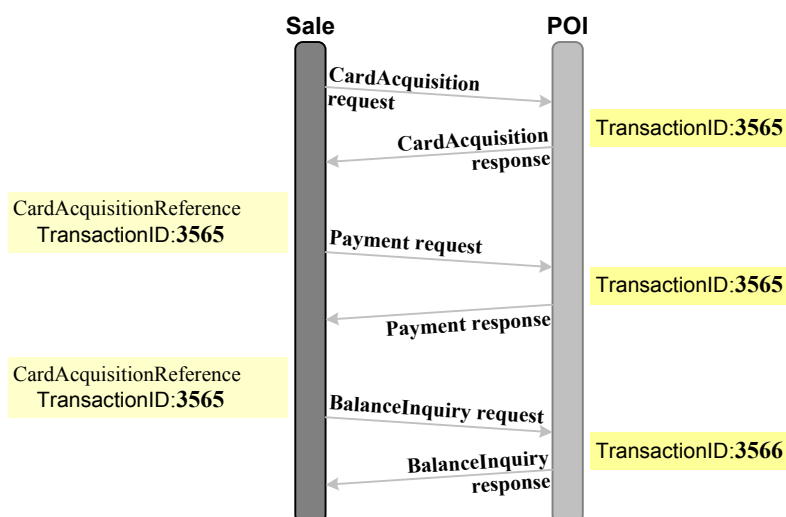 Sale
POI
CardAcquisition
request
TransactionID:3565
CardAcquisition
response
CardAcquisitionReference
TransactionID:3565
Payment request
TransactionID:3565
Payment response
CardAcquisitionReference
TransactionID:3565
BalanceInquiry request
TransactionID:3566
BalanceInquiry
response